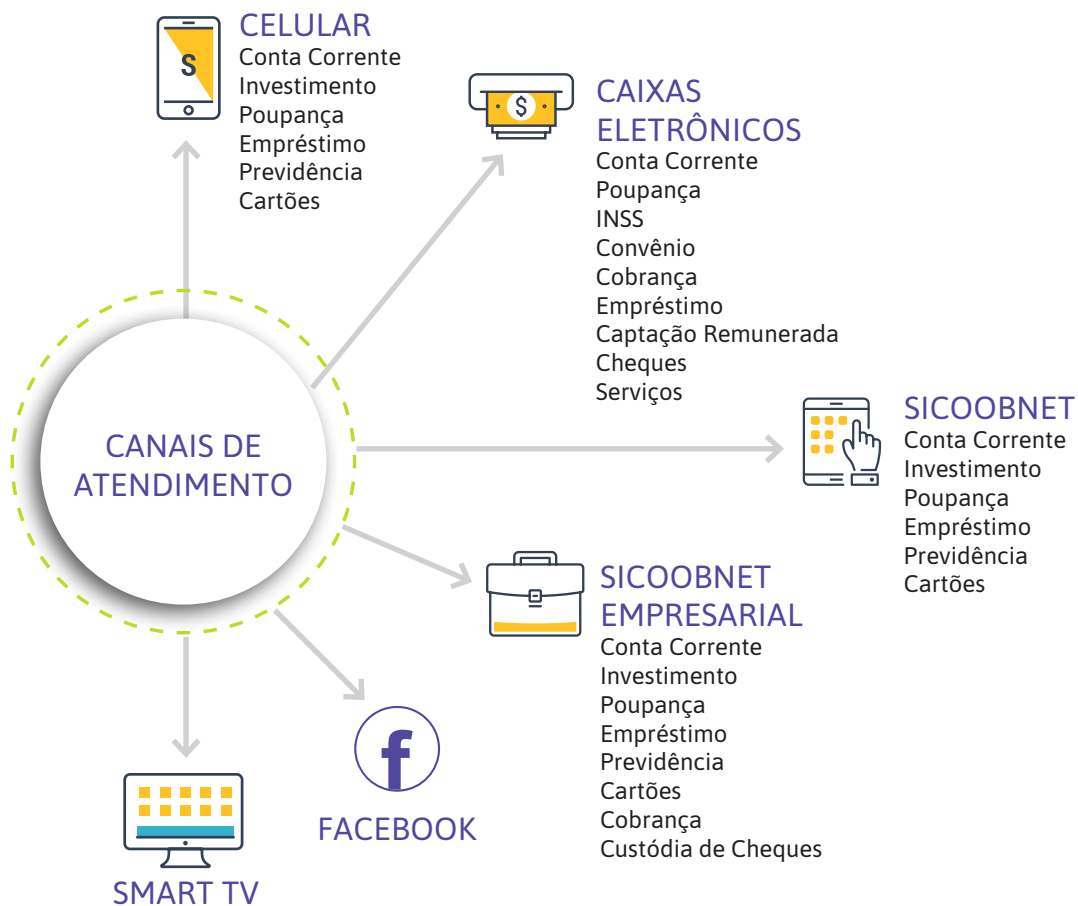 CELULAR
Conta Corrente
Investimento
Poupança
Empréstimo
Previdência
Cartões
CAIXAS
ELETRÔNICOS
Conta Corrente
Poupança
INSS
Convênio
Cobrança
Empréstimo
Captação Remunerada
Cheques
Serviços
CANAIS DE
ATENDIMENTO
SICOOBNET
Conta Corrente
Investimento
Poupança
Empréstimo
Previdência
Cartões
SICOOBNET
EMPRESARIAL
Conta Corrente
Investimento
Poupança
Empréstimo
Previdência
Cartões
Cobrança
Custódia de Cheques
FACEBOOK
SMART TV